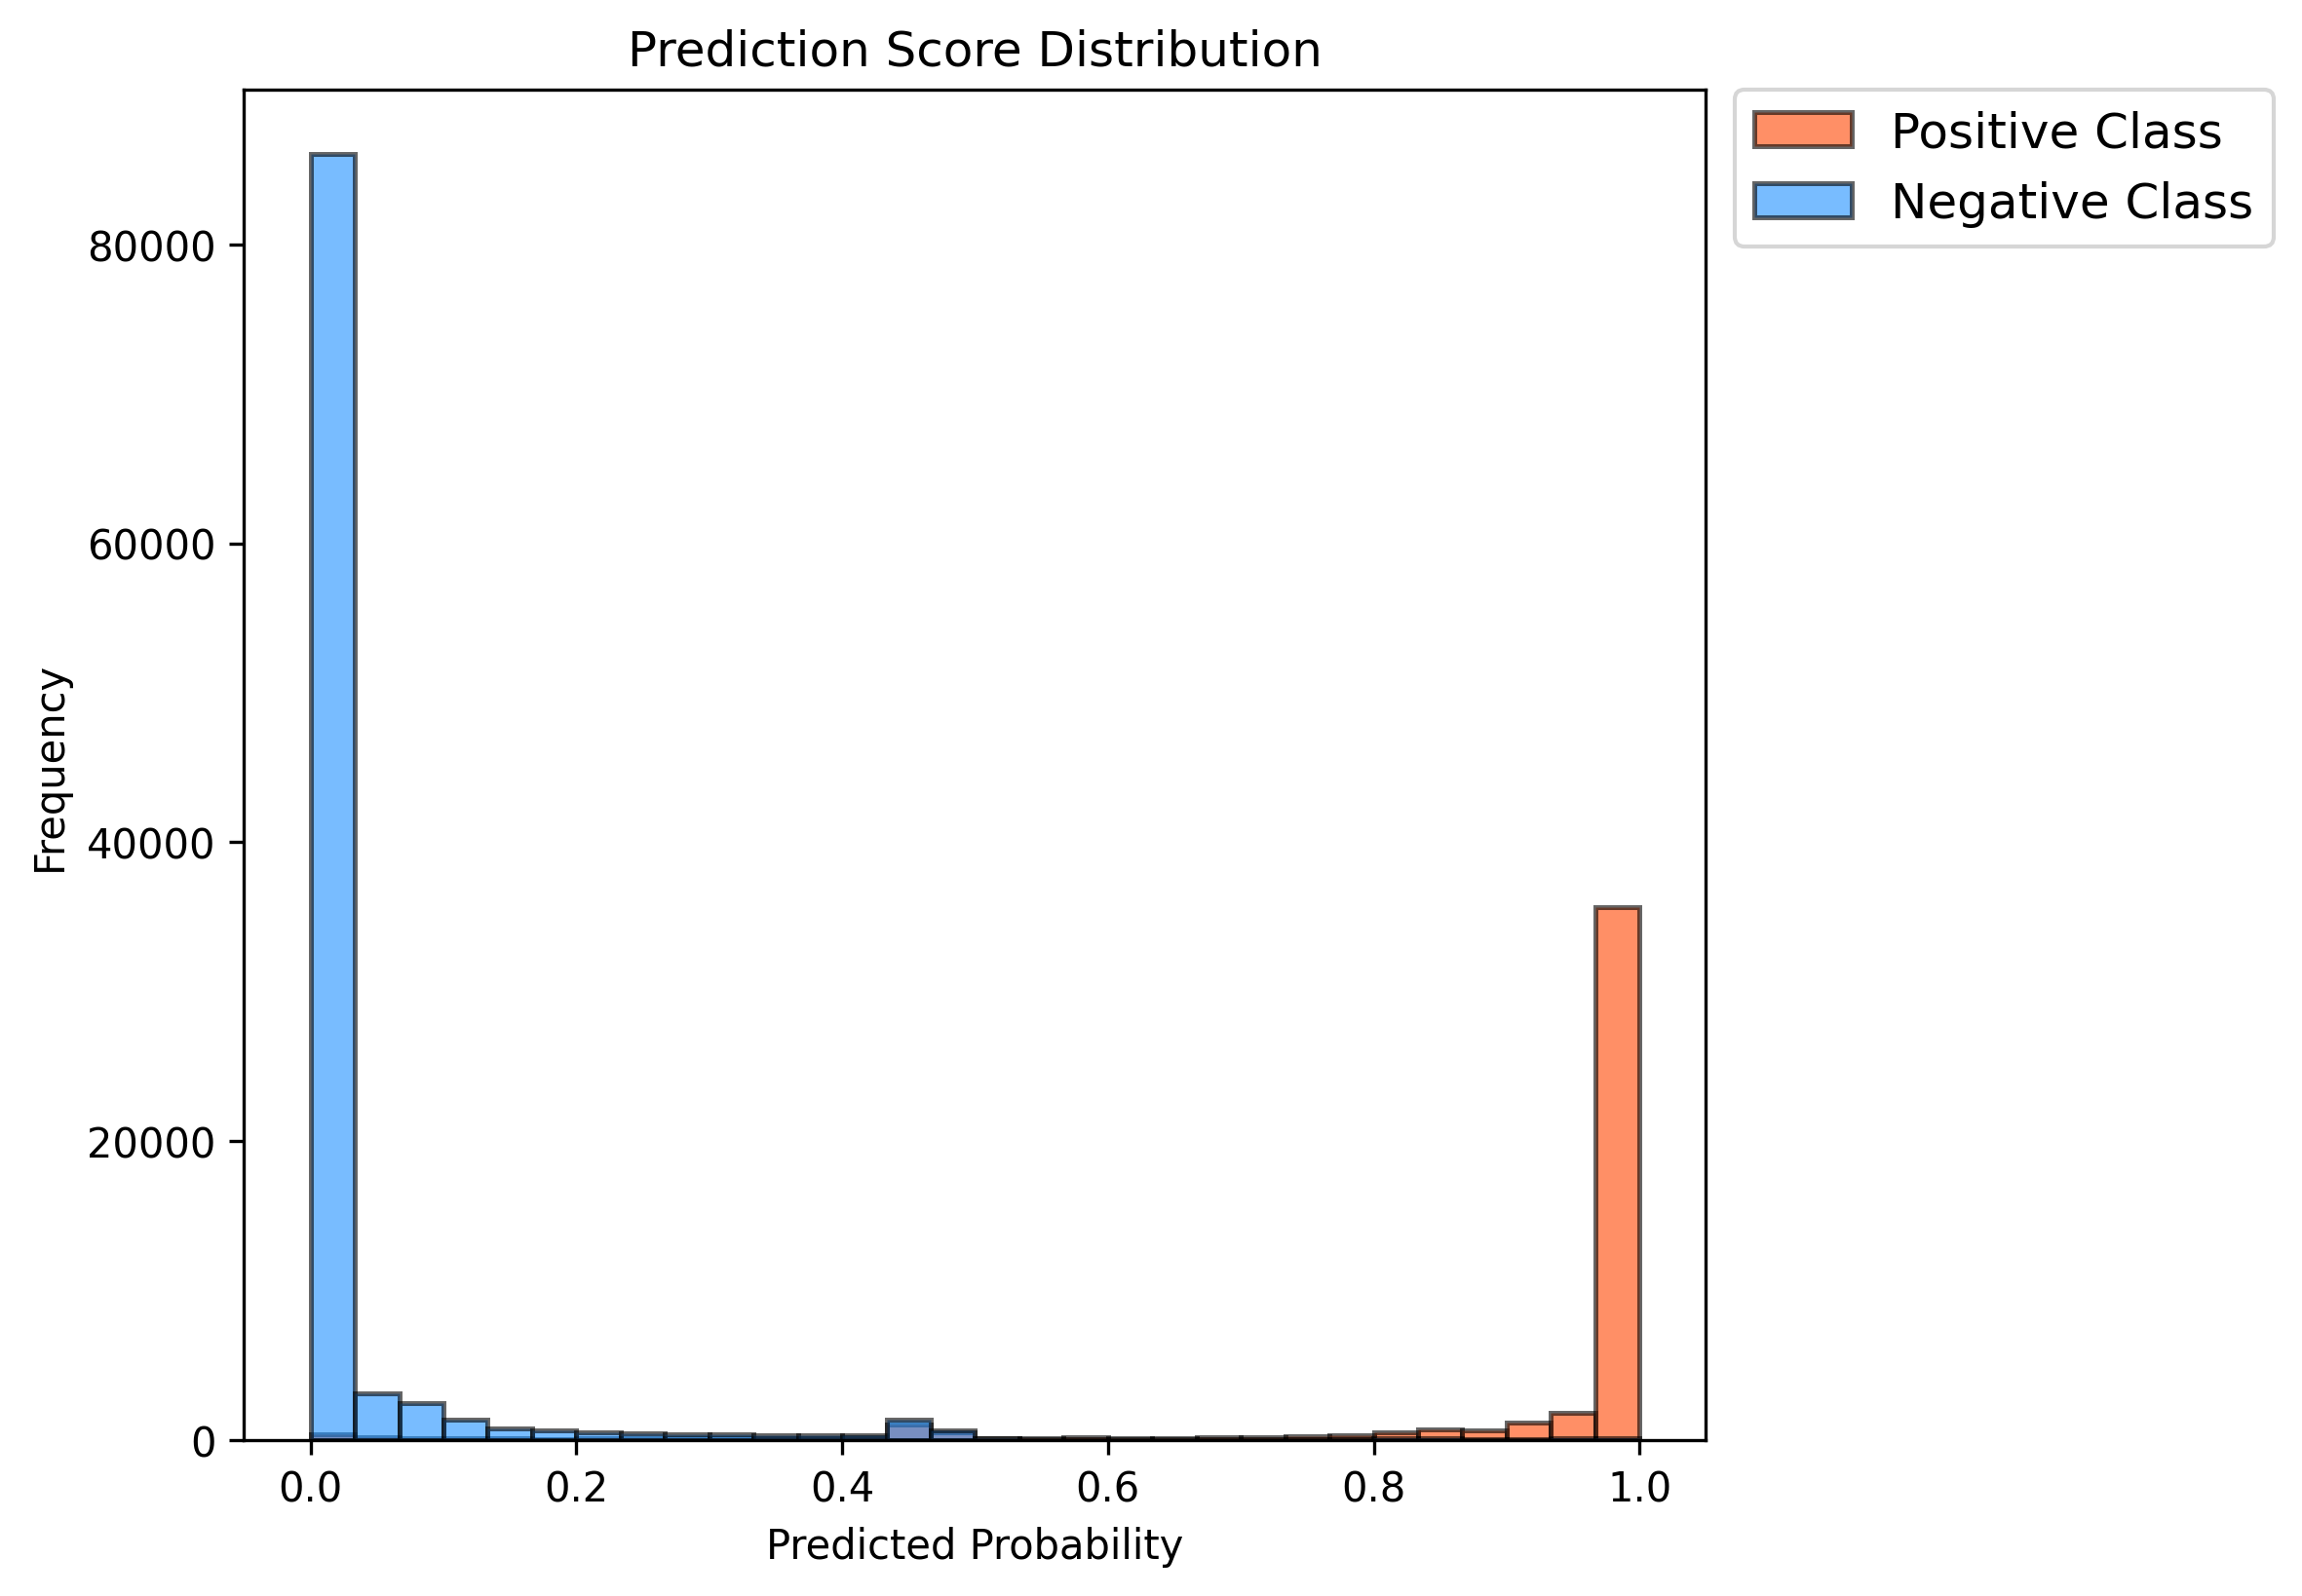 Prediction Score Distribution
Positive Class
Negative Class
80000
60000
40000
20000
0
Frequency
0.0 0.2 0.4 0.6 0.8 1.0
Predicted Probability